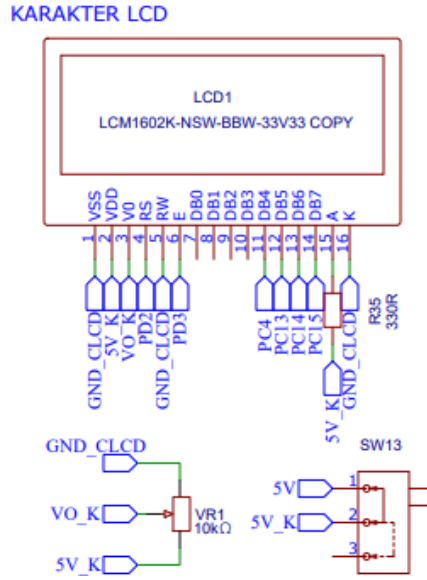 KARAKTER LCD
LCD1
LCM1602K-NSW-BBW-33V33 COPY
VSS
VDD
V0
RS
RW
E
DB0
DB1
DB2
DB3
DB4
DB5
DB6
DB7
A
K
1
2
3
4
5
6
7
8
9
10
11
12
13
14
15
16
GND_CLCD
5V_K
VO_K
PD2
GND_CLCD
PD3
PC4
PC13
PC14
PC15
5V_K
GND_CLCD
R35
330R
GND_CLCD
VO_K
5V_K
VR1
10kΩ
SW13
5V
1
5V_K
2
3